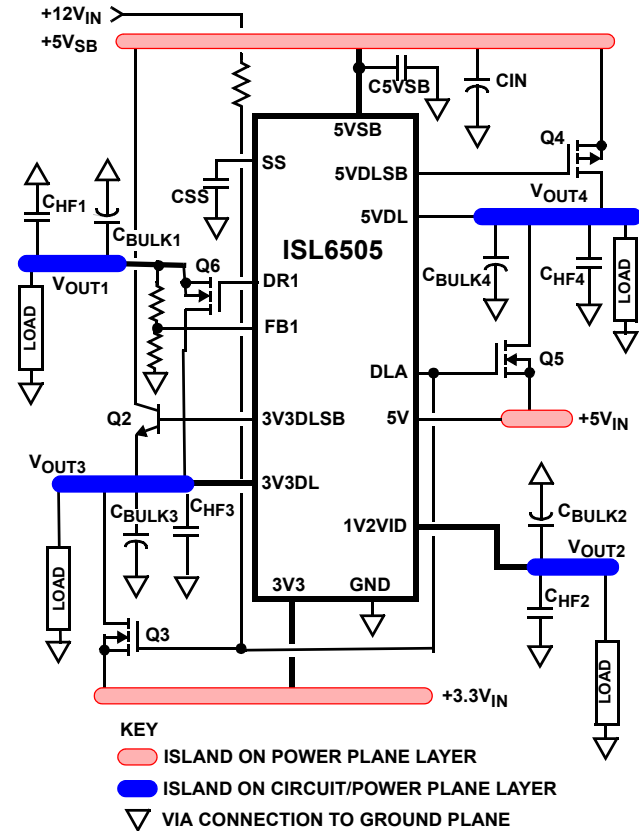 +12VIN
+5VSB
C5VSB
CIN
5VSB
Q4
SS
5VDLSB
CSS
VOUT4
CHF1
5VDL
CBULK1
ISL6505
Q6
CBULK4
CHF4
LOAD
VOUT1
DR1
LOAD
FB1
Q5
DLA
Q2
3V3DLSB
5V
+5VIN
VOUT3
3V3DL
CHF3
CBULK3
CBULK2
1V2VID
VOUT2
LOAD
3V3
GND
CHF2
Q3
LOAD
+3.3VIN
KEY
ISLAND ON POWER PLANE LAYER
ISLAND ON CIRCUIT/POWER PLANE LAYER
VIA CONNECTION TO GROUND PLANE